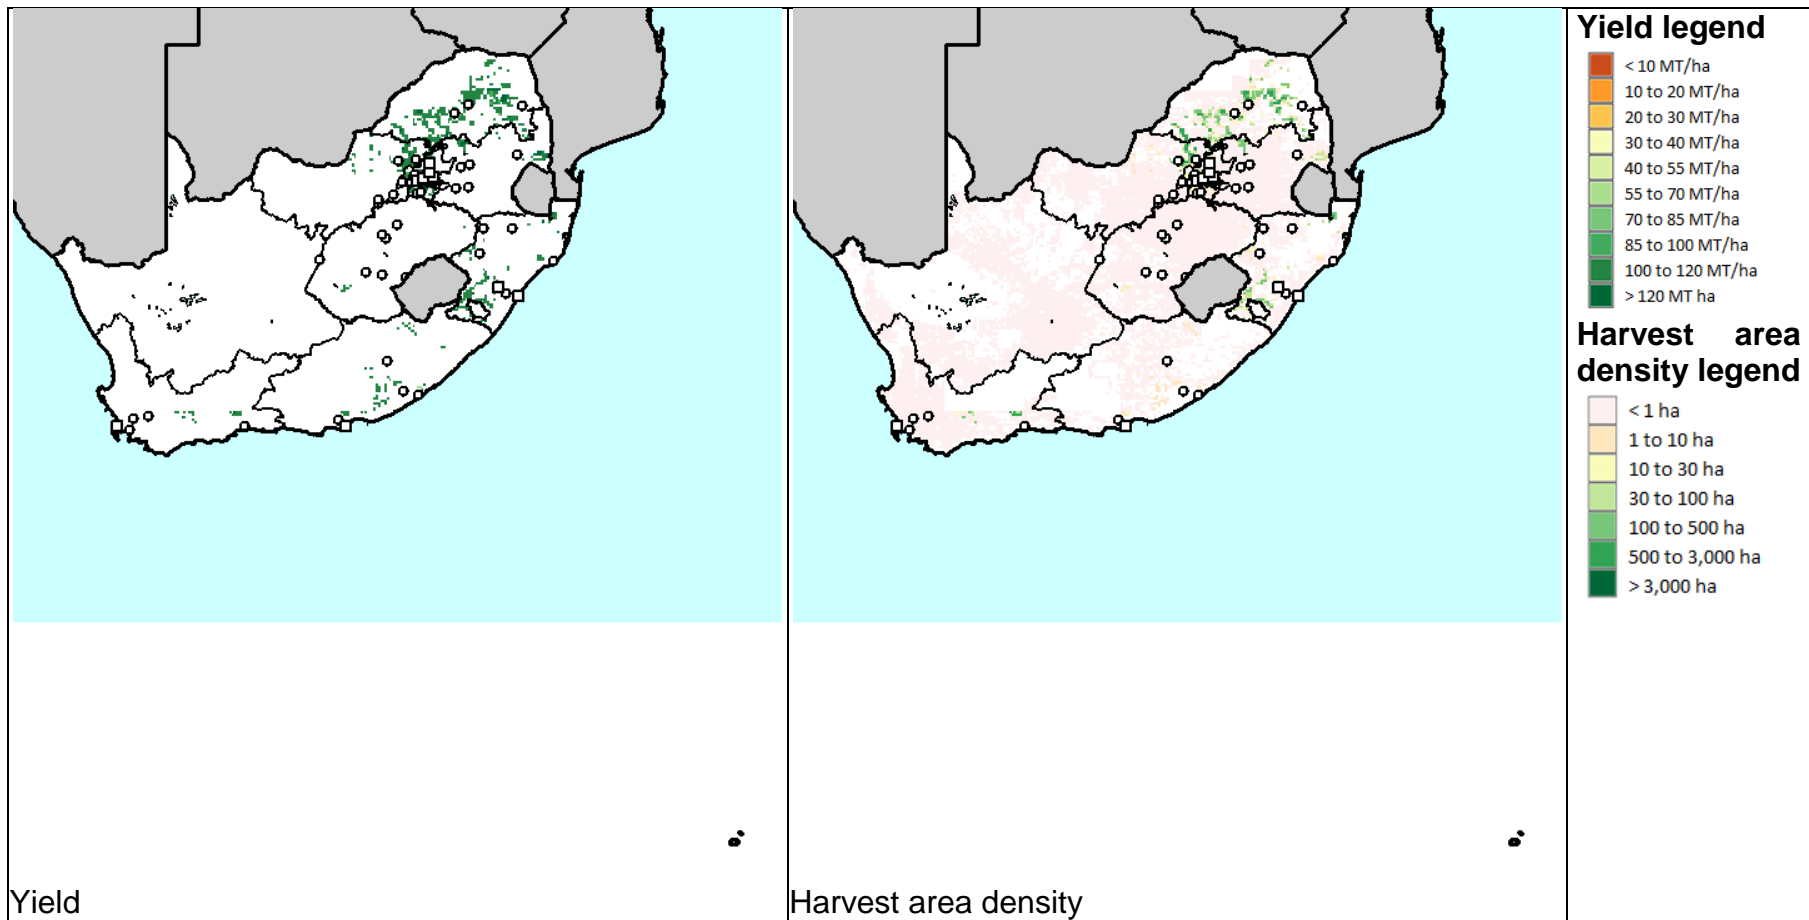 Yield legend
< 10 MT/ha
10 to 20 MT/ha
20 to 30 MT/ha
30 to 40 MT/ha
40 to 55 MT/ha
55 to 70 MT/ha
70 to 85 MT/ha
85 to 100 MT/ha
100 to 120 MT/ha
> 120 MT ha
Harvest area
density legend
< 1 ha
1 to 10 ha
10 to 30 ha
30 to 100 ha
100 to 500 ha
500 to 3,000 ha
> 3,000 ha
Yield
Harvest area density